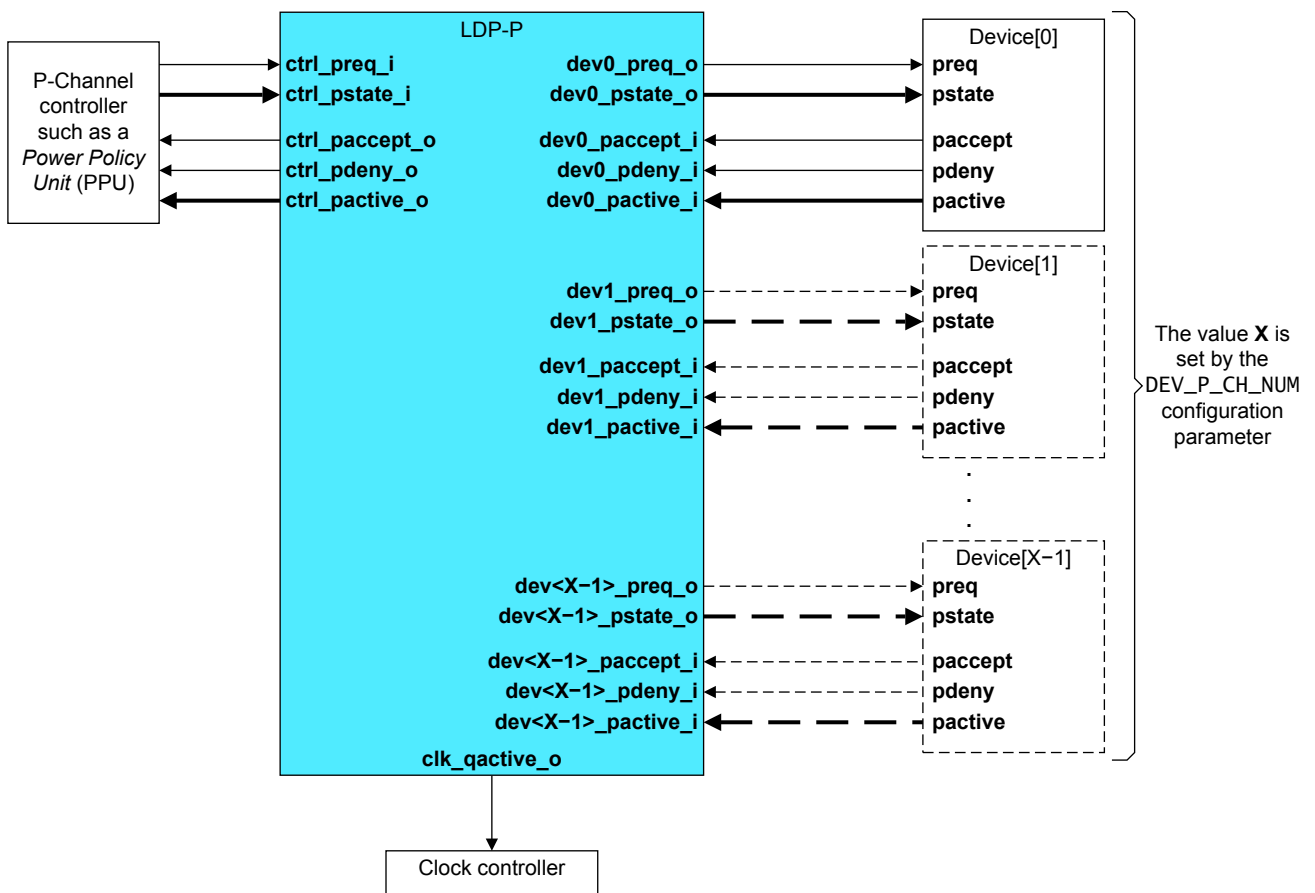 LDP-P
P-Channel
controller
such as a
Power Policy
Unit (PPU)
ctrl_preq_i
ctrl_pstate_i
ctrl_paccept_o
ctrl_pdeny_o
ctrl_pactive_o
dev0_preq_o
dev0_pstate_o
dev0_paccept_i
dev0_pdeny_i
dev0_pactive_i
Device[0]
preq
pstate
paccept
pdeny
pactive
dev1_preq_o
dev1_pstate_o
dev1_paccept_i
dev1_pdeny_i
dev1_pactive_i
Device[1]
preq
pstate
paccept
pdeny
pactive
.
.
.
dev<X−1>_preq_o
dev<X−1>_pstate_o
dev<X−1>_paccept_i
dev<X−1>_pdeny_i
dev<X−1>_pactive_i
Device[X−1]
preq
pstate
paccept
pdeny
pactive
The value X is
set by the
DEV_P_CH_NUM
configuration
parameter
clk_qactive_o
Clock controller